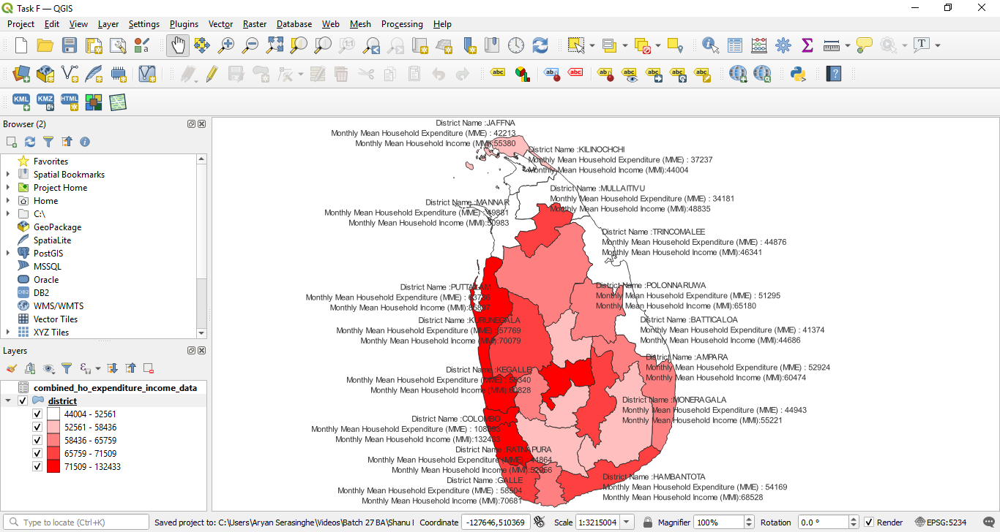 Task F — QGIS
Project Edit View Layer Settings Plugins Vector Raster Database Web Mesh Processing Help
KML KMZ HTML
Browser (2)
Favorites
Spatial Bookmarks
Project Home
Home
C:\
GeoPackage
SpatiaLite
PostGIS
MSSQL
Oracle
DB2
WMS/WMTS
Vector Tiles
XYZ Tiles
Layers
combined_ho_expenditure_income_data
district
44004 - 52561
52561 - 58436
58436 - 65759
65759 - 71509
71509 - 132433
District Name :JAFFNA
Monthly Mean Household Expenditure (MME) : 42213
Monthly Mean Household Income (MMI):55380
District Name :KILINOCHCHI
Monthly Mean Household Expenditure (MME) : 37237
Monthly Mean Household Income (MMI):44004
District Name :MULLAITIVU
Monthly Mean Household Expenditure (MME) : 34181
Monthly Mean Household Income (MMI):48835
District Name :MANNAR
Monthly Mean Household Expenditure (MME) : 49881
Monthly Mean Household Income (MMI):50983
District Name :TRINCOMALEE
Monthly Mean Household Expenditure (MME) : 44876
Monthly Mean Household Income (MMI):46341
District Name :PUTTALAM
Monthly Mean Household Expenditure (MME) :
Monthly Mean Household Income
District Name :POLONNARUWA
Monthly Mean Household Expenditure (MME) : 51295
Monthly Mean Household Income (MMI):65180
District Name :KURUNEGALA
Monthly Mean Household Expenditure (MME) : 57769
Monthly Mean Household Income (MMI):70079
District Name :BATTICALOA
Monthly Mean Household Expenditure (MME) : 41374
Monthly Mean Household Income (MMI):44686
District Name :AMPARA
Monthly Mean Household Expenditure (MME) : 52924
Monthly Mean Household Income (MMI):60474
District Name :KEGALLE
Monthly Mean Household Expenditure (MME) :
Monthly Mean Household Income
District Name :MONERAGALA
Monthly Mean Household Expenditure (MME) : 44943
Monthly Mean Household Income (MMI):55221
District Name :COLOMBO
Monthly Mean Household Expenditure (MME) :
Monthly Mean Household Income (MMI):132433
District Name :RATNAPURA
Monthly Mean Household Expenditure (MME) : 44864
Monthly Mean Household Income
District Name :GALLE
Monthly Mean Household Expenditure (MME) : 58504
Monthly Mean Household Income (MMI):70681
District Name :HAMBANTOTA
Monthly Mean Household Expenditure (MME) : 54169
Monthly Mean Household Income (MMI):68528
Type to locate (Ctrl+K) Saved project to: C:\Users\Aryan Serasinghe\Videos\Batch 27 BA\Shanu Coordinate -127646,510369 Scale 1:3215004 Magnifier 100% Rotation 0.0 ° Render EPSG:5234